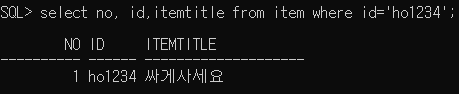 SQL> select no, id,itemtitle from item where id='ho1234';
NO ID ITEMTITLE
---------- ------ --------------------
1 ho1234 싸게사세요